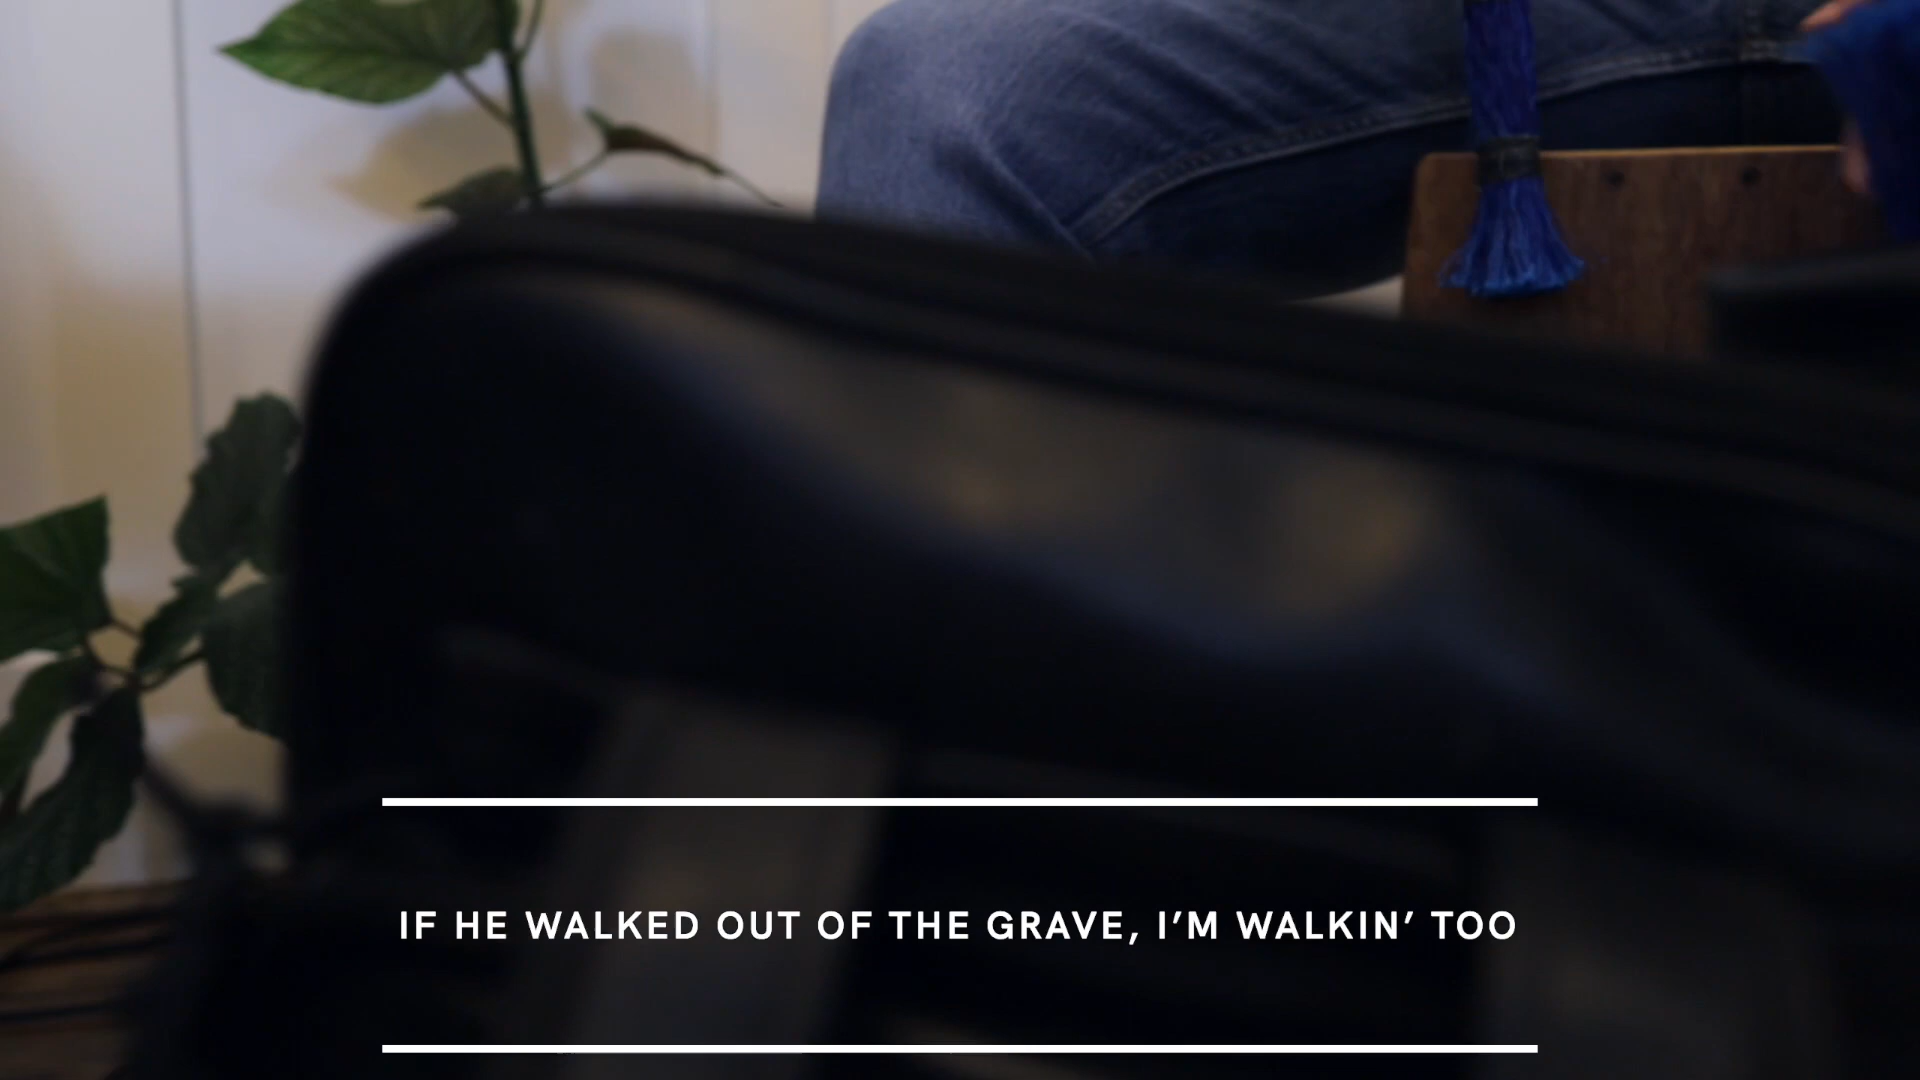 IF HE WALKED OUT OF THE GRAVE, I’M WALKIN’ TOO